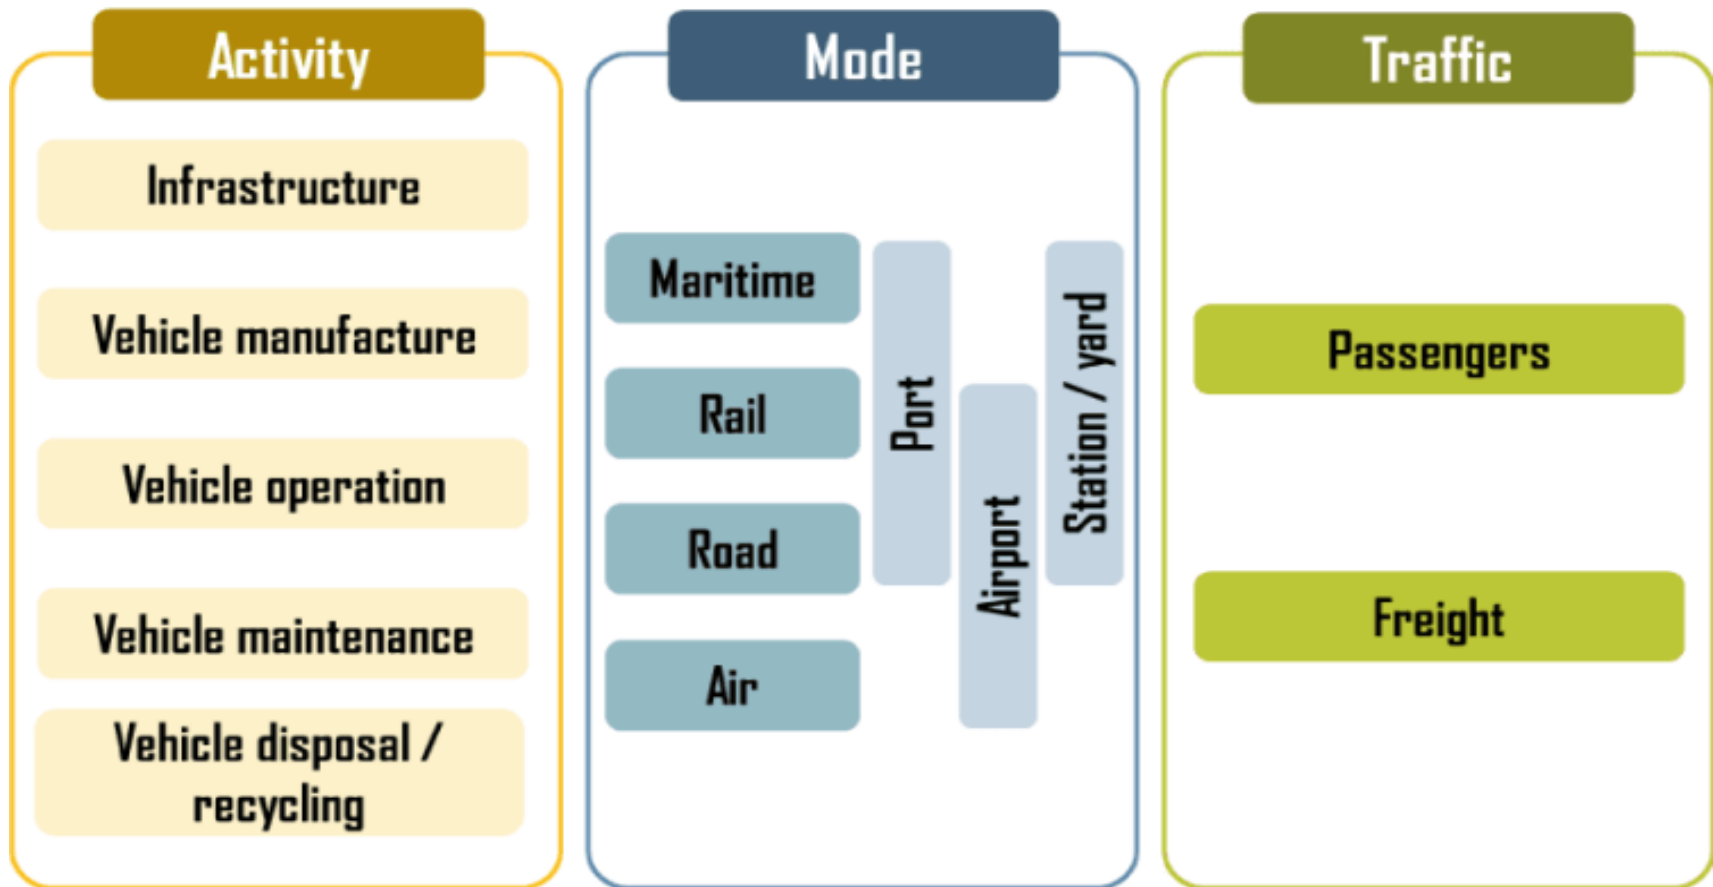 Activity
Infrastructure
Vehicle manufacture
Vehicle operation
Vehicle maintenance
Vehicle disposal /
recycling
Mode
Maritime
Rail
Road
Air
Port
Airport
Station / yard
Traffic
Passengers
Freight